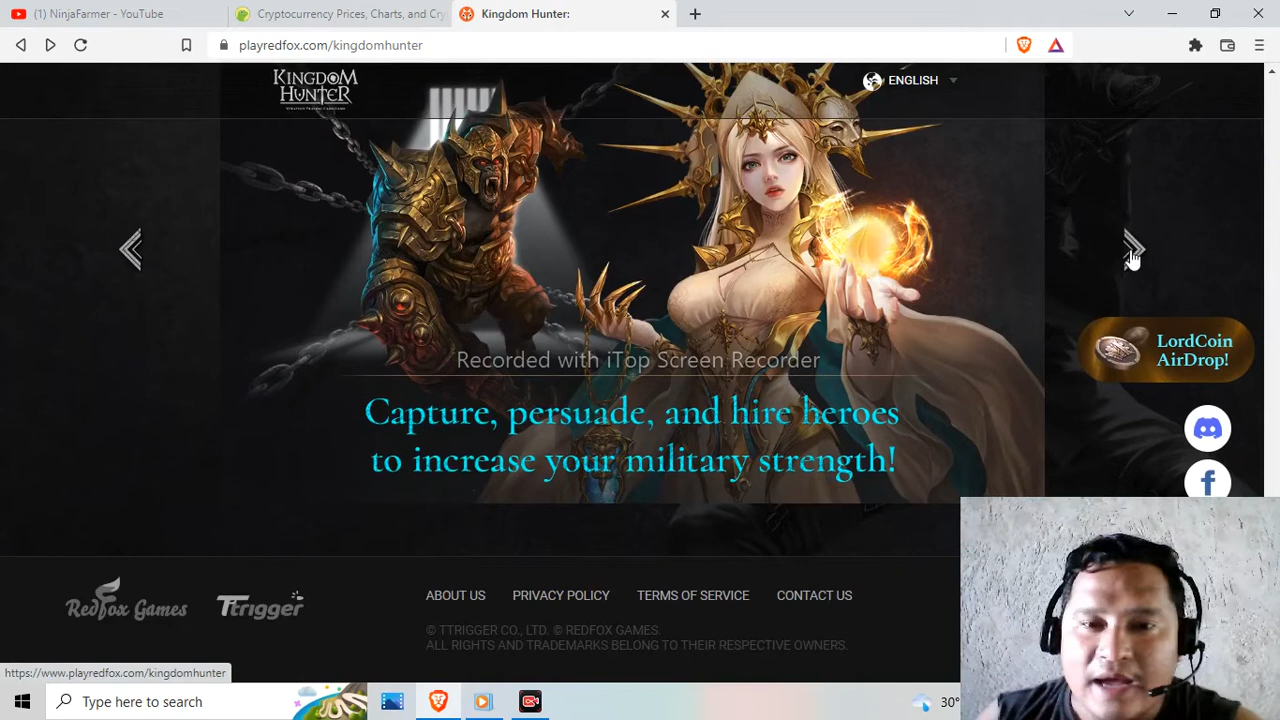 (1) NinjaFarmer - YouTube
Cryptocurrency Prices, Charts, and Cry
Kingdom Hunter:
playredfox.com/kingdomhunter
KINGDOM
HUNTER
ENGLISH
LordCoin
AirDrop!
Recorded with iTop Screen Recorder
Capture, persuade, and hire heroes
to increase your military strength!
RedFox Games
Ttrigger
ABOUT US
PRIVACY POLICY
TERMS OF SERVICE
CONTACT US
© TTRIGGER CO., LTD. © REDFOX GAMES.
ALL RIGHTS AND TRADEMARKS BELONG TO THEIR RESPECTIVE OWNERS.
https://www.playredfox.com/kingdomhunter
Type here to search
30°